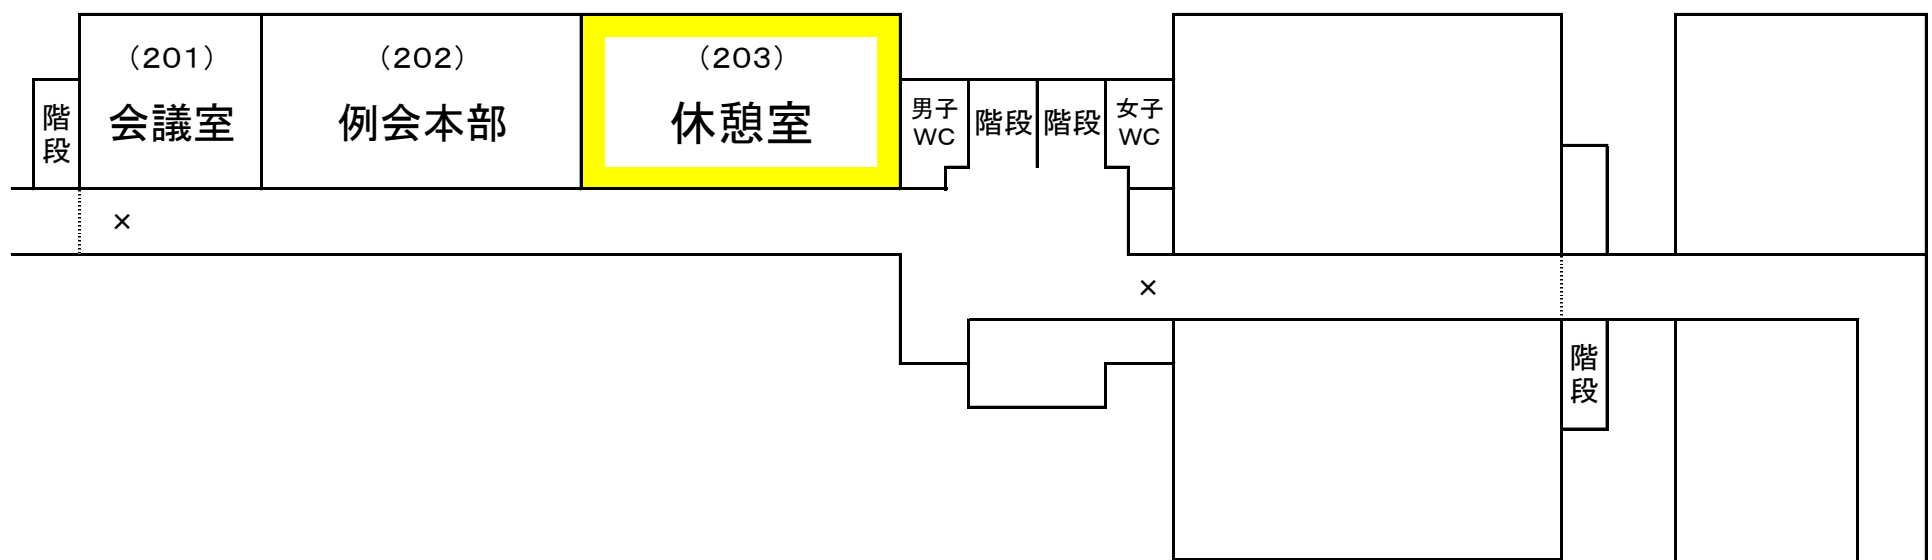 （201）
会議室
（202）
例会本部
（203）
休憩室
階
段
男子
WC
階段
階段
女子
WC
×
×
階
段